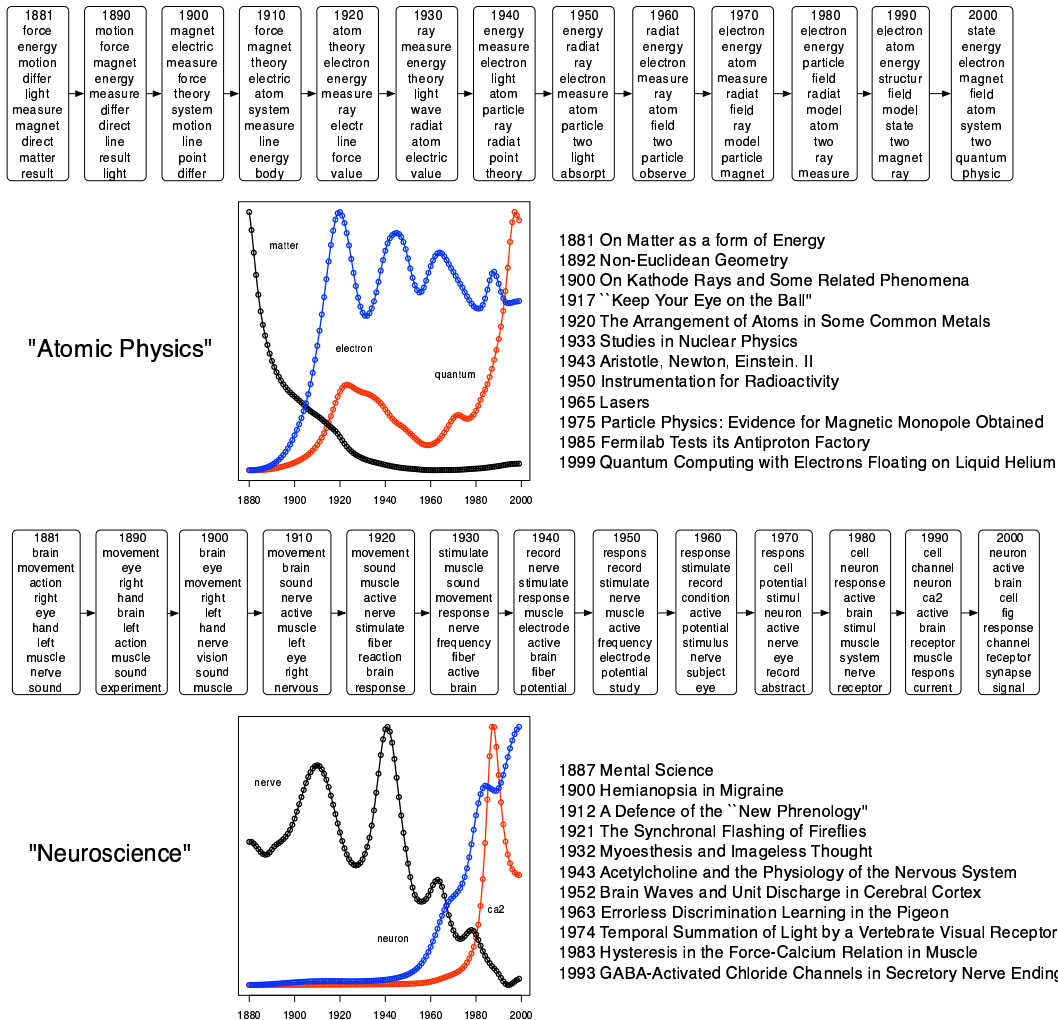 1881
force
energy
motion
differ
light
measure
magnet
direct
matter
result
1890
motion
force
magnet
energy
measure
differ
direct
line
result
light
1900
magnet
electric
measure
force
theory
system
motion
line
point
differ
1910
force
magnet
theory
electric
atom
system
measure
line
energy
body
1920
atom
theory
electron
energy
measure
ray
electr
line
force
value
1930
ray
measure
energy
theory
light
wave
radiat
atom
electric
value
1940
energy
measure
electron
light
atom
particle
ray
radiat
point
theory
1950
energy
radiat
ray
electron
measure
atom
particle
two
light
absorpt
1960
radiat
energy
electron
measure
ray
atom
field
two
particle
observe
1970
electron
energy
atom
measure
radiat
field
ray
model
particle
magnet
1980
electron
energy
particle
field
radiat
model
atom
two
ray
measure
1990
electron
atom
energy
structur
field
model
state
two
magnet
ray
2000
state
energy
electron
magnet
field
atom
system
two
quantum
physic
"Atomic Physics"
matter
electron
quantum
1880 1900 1920 1940 1960 1980 2000
1881 On Matter as a form of Energy
1892 Non-Euclidean Geometry
1900 On Kathode Rays and Some Related Phenomena
1917 ``Keep Your Eye on the Ball"
1920 The Arrangement of Atoms in Some Common Metals
1933 Studies in Nuclear Physics
1943 Aristotle, Newton, Einstein. II
1950 Instrumentation for Radioactivity
1965 Lasers
1975 Particle Physics: Evidence for Magnetic Monopole Obtained
1985 Fermilab Tests its Antiproton Factory
1999 Quantum Computing with Electrons Floating on Liquid Helium
1881
brain
movement
action
right
eye
hand
left
muscle
nerve
sound
1890
movement
eye
right
hand
brain
left
action
muscle
sound
experiment
1900
brain
eye
movement
right
left
hand
nerve
vision
sound
muscle
1910
movement
brain
sound
nerve
active
muscle
left
eye
right
nervous
1920
movement
sound
muscle
active
nerve
stimulate
fiber
reaction
brain
response
1930
stimulate
muscle
sound
movement
response
nerve
frequency
fiber
active
brain
1940
record
nerve
stimulate
response
muscle
electrode
active
brain
fiber
potential
1950
respons
record
stimulate
nerve
muscle
active
frequency
electrode
potential
study
1960
response
stimulate
record
condition
active
potential
stimulus
nerve
subject
eye
1970
respons
cell
potential
stimul
neuron
active
nerve
eye
record
abstract
1980
cell
neuron
response
active
brain
stimul
muscle
system
nerve
receptor
1990
cell
channel
neuron
ca2
active
brain
receptor
muscle
respons
current
2000
neuron
active
brain
cell
fig
response
channel
receptor
synapse
signal
"Neuroscience"
nerve
neuron
ca2
1880 1900 1920 1940 1960 1980 2000
1887 Mental Science
1900 Hemianopsia in Migraine
1912 A Defence of the ``New Phrenology"
1921 The Synchronal Flashing of Fireflies
1932 Myoesthesis and Imageless Thought
1943 Acetylcholine and the Physiology of the Nervous System
1952 Brain Waves and Unit Discharge in Cerebral Cortex
1963 Errorless Discrimination Learning in the Pigeon
1974 Temporal Summation of Light by a Vertebrate Visual Receptor
1983 Hysteresis in the Force-Calcium Relation in Muscle
1993 GABA-Activated Chloride Channels in Secretory Nerve Ending